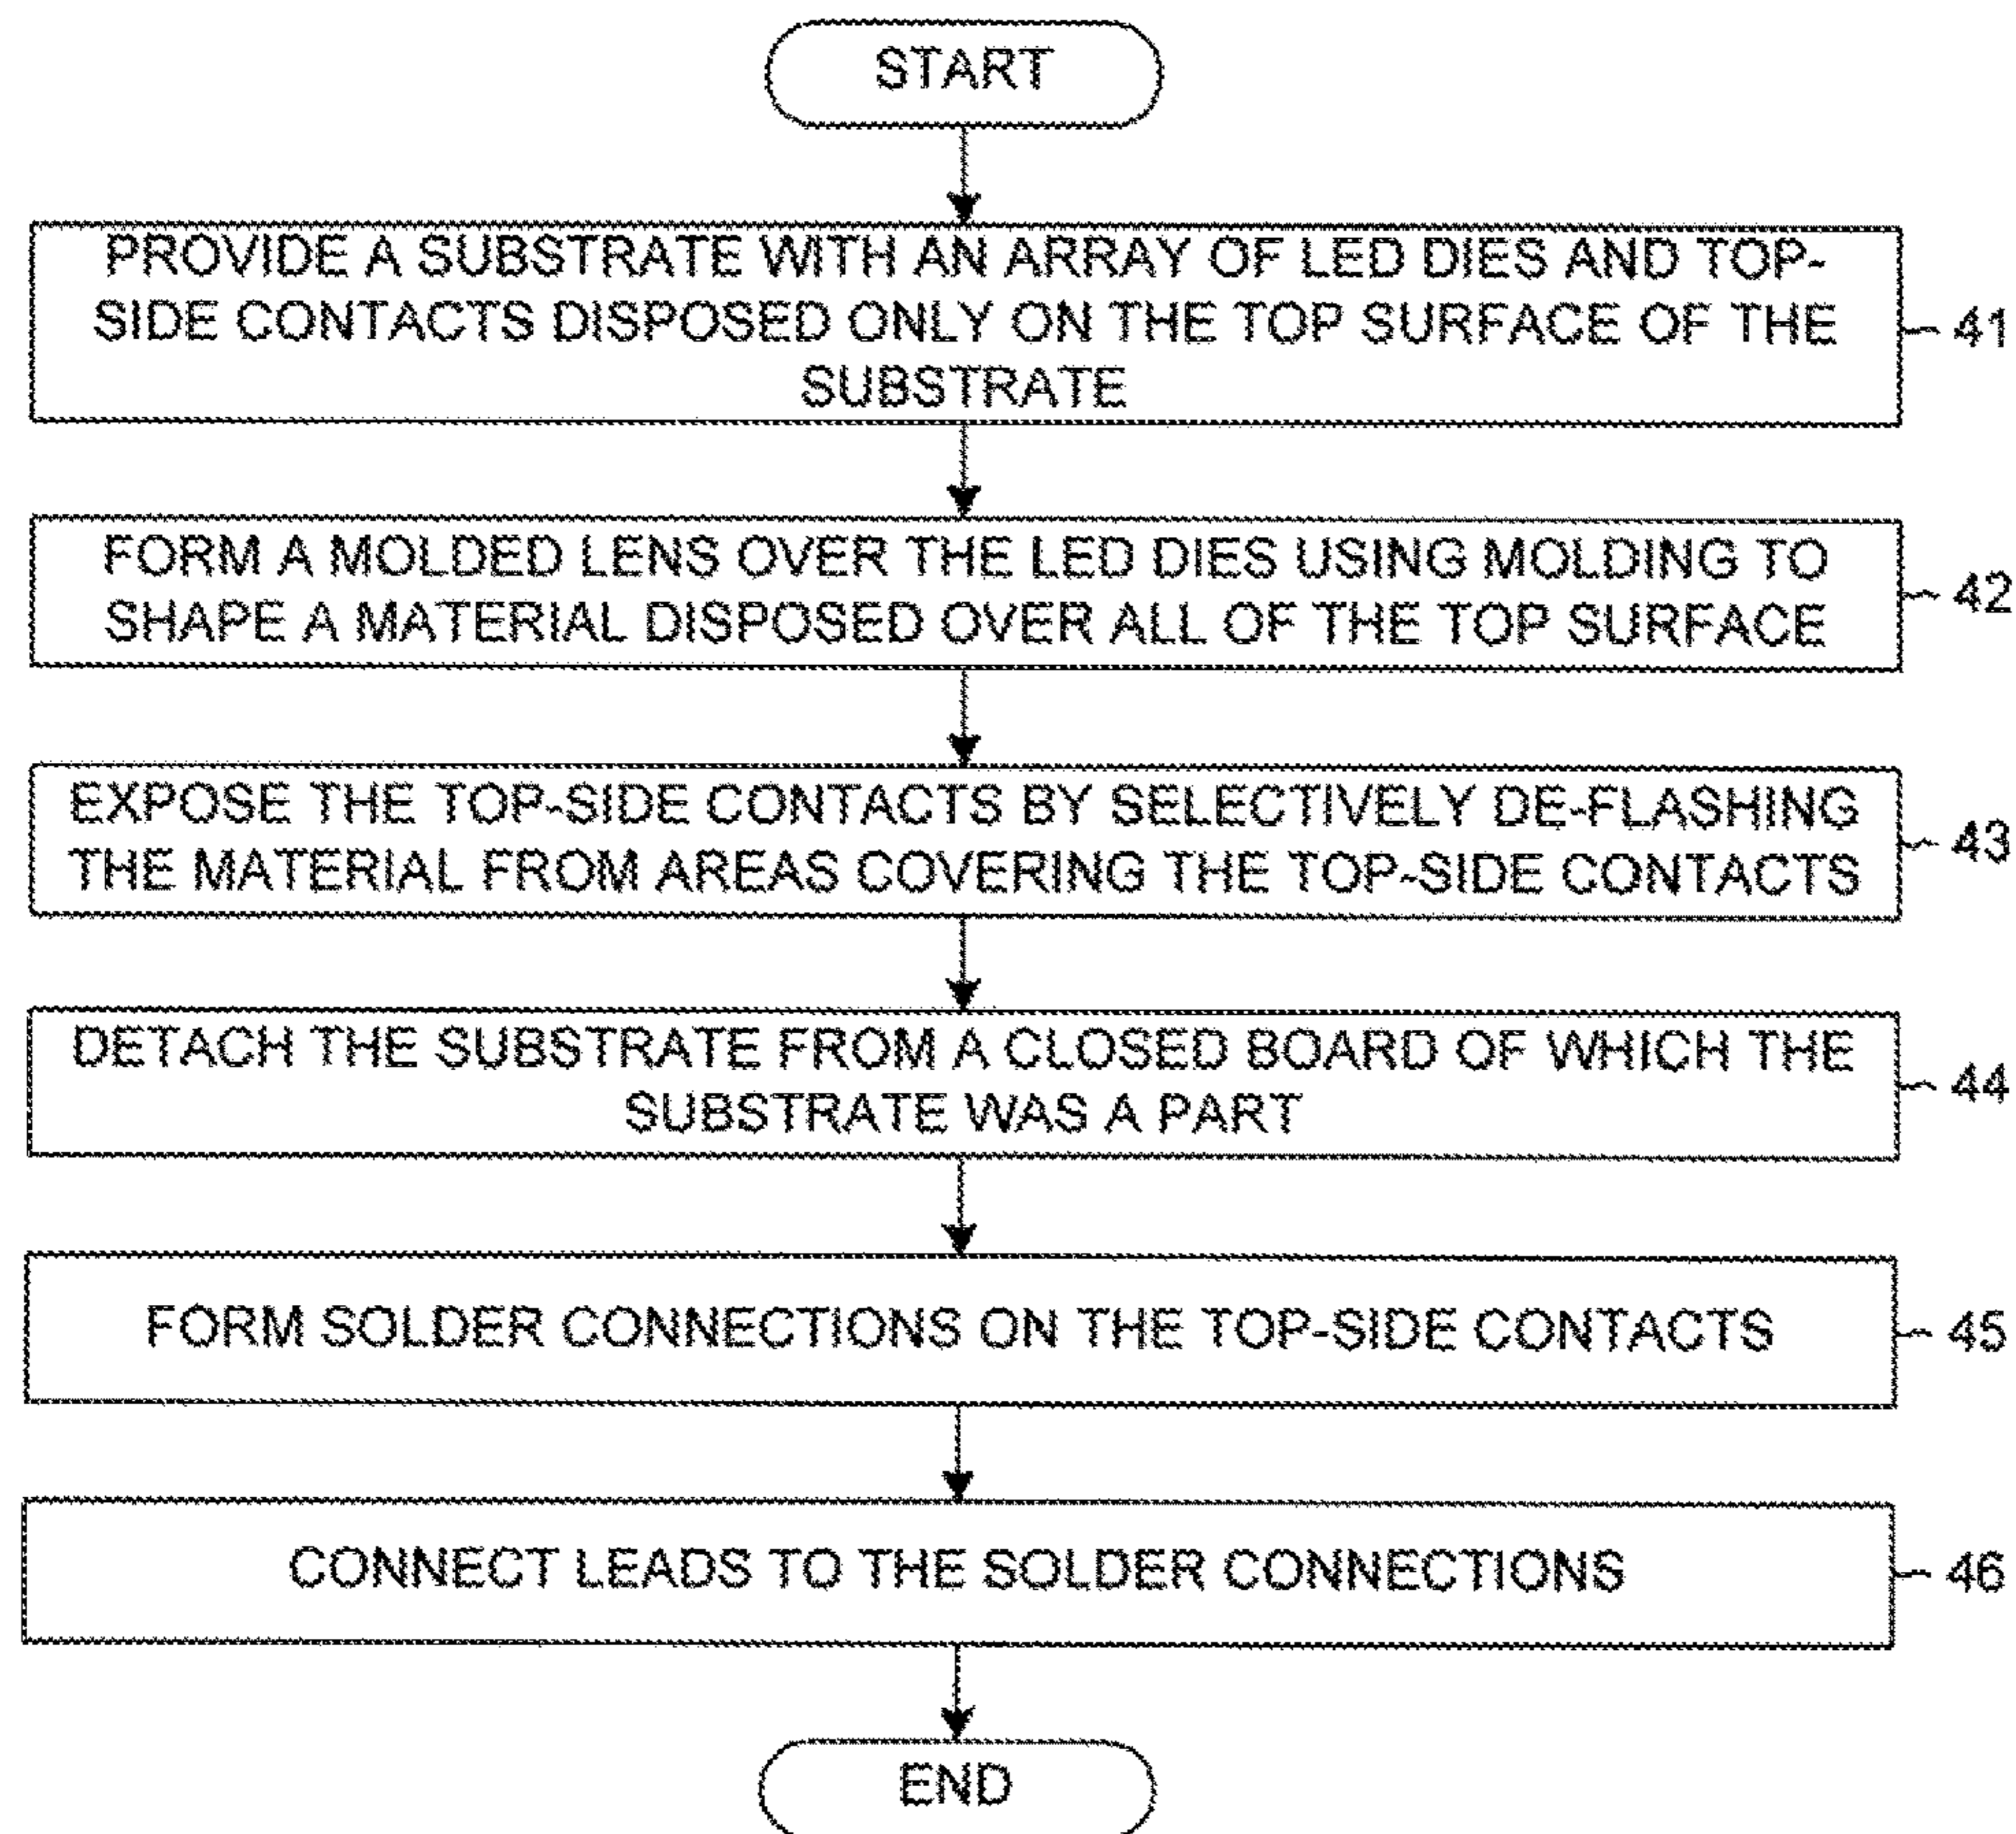 START
PROVIDE A SUBSTRATE WITH AN ARRAY OF LED DIES AND TOP-
SIDE CONTACTS DISPOSED ONLY ON THE TOP SURFACE OF THE
SUBSTRATE
41
FORM A MOLDED LENS OVER THE LED DIES USING MOLDING TO
SHAPE A MATERIAL DISPOSED OVER ALL OF THE TOP SURFACE
42
EXPOSE THE TOP-SIDE CONTACTS BY SELECTIVELY DE-FLASHING
THE MATERIAL FROM AREAS COVERING THE TOP-SIDE CONTACTS
43
DETACH THE SUBSTRATE FROM A CLOSED BOARD OF WHICH THE
SUBSTRATE WAS A PART
44
FORM SOLDER CONNECTIONS ON THE TOP-SIDE CONTACTS
45
CONNECT LEADS TO THE SOLDER CONNECTIONS
46
END